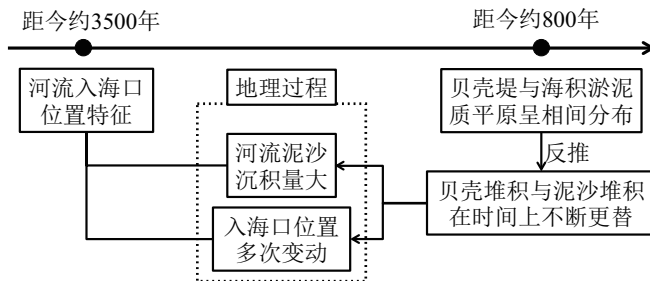 距今约3500年
距今约800年
河流入海口
位置特征
地理过程
河流泥沙
沉积量大
入海口位置
多次变动
贝壳堤与海积淤泥
质平原呈相间分布
反推
贝壳堆积与泥沙堆积
在时间上不断更替